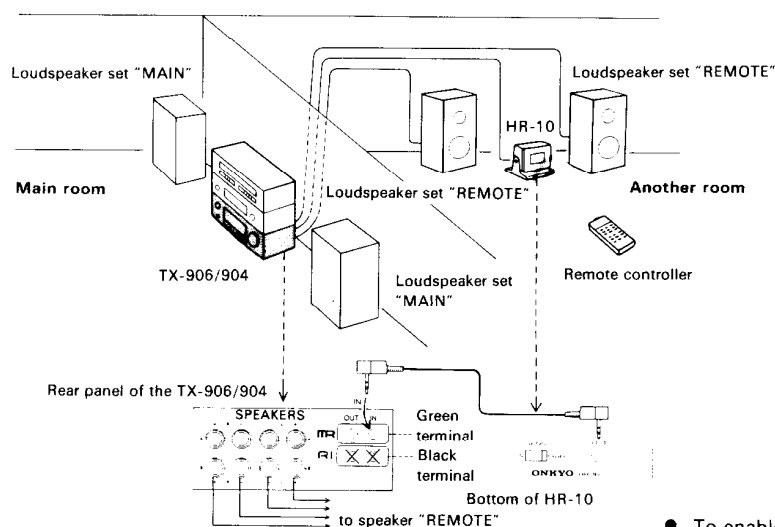 Loudspeaker set "MAIN"
Loudspeaker set "REMOTE"
HR-10
Main room
Loudspeaker set "REMOTE"
Another room
TX-906/904
Loudspeaker set
"MAIN"
Remote controller
Rear panel of the TX-906/904
IN
SPEAKERS
OUT IN
Green
terminal
RI
Black
terminal
ONKYO
Bottom of HR-10
to speaker "REMOTE"
● To enabl